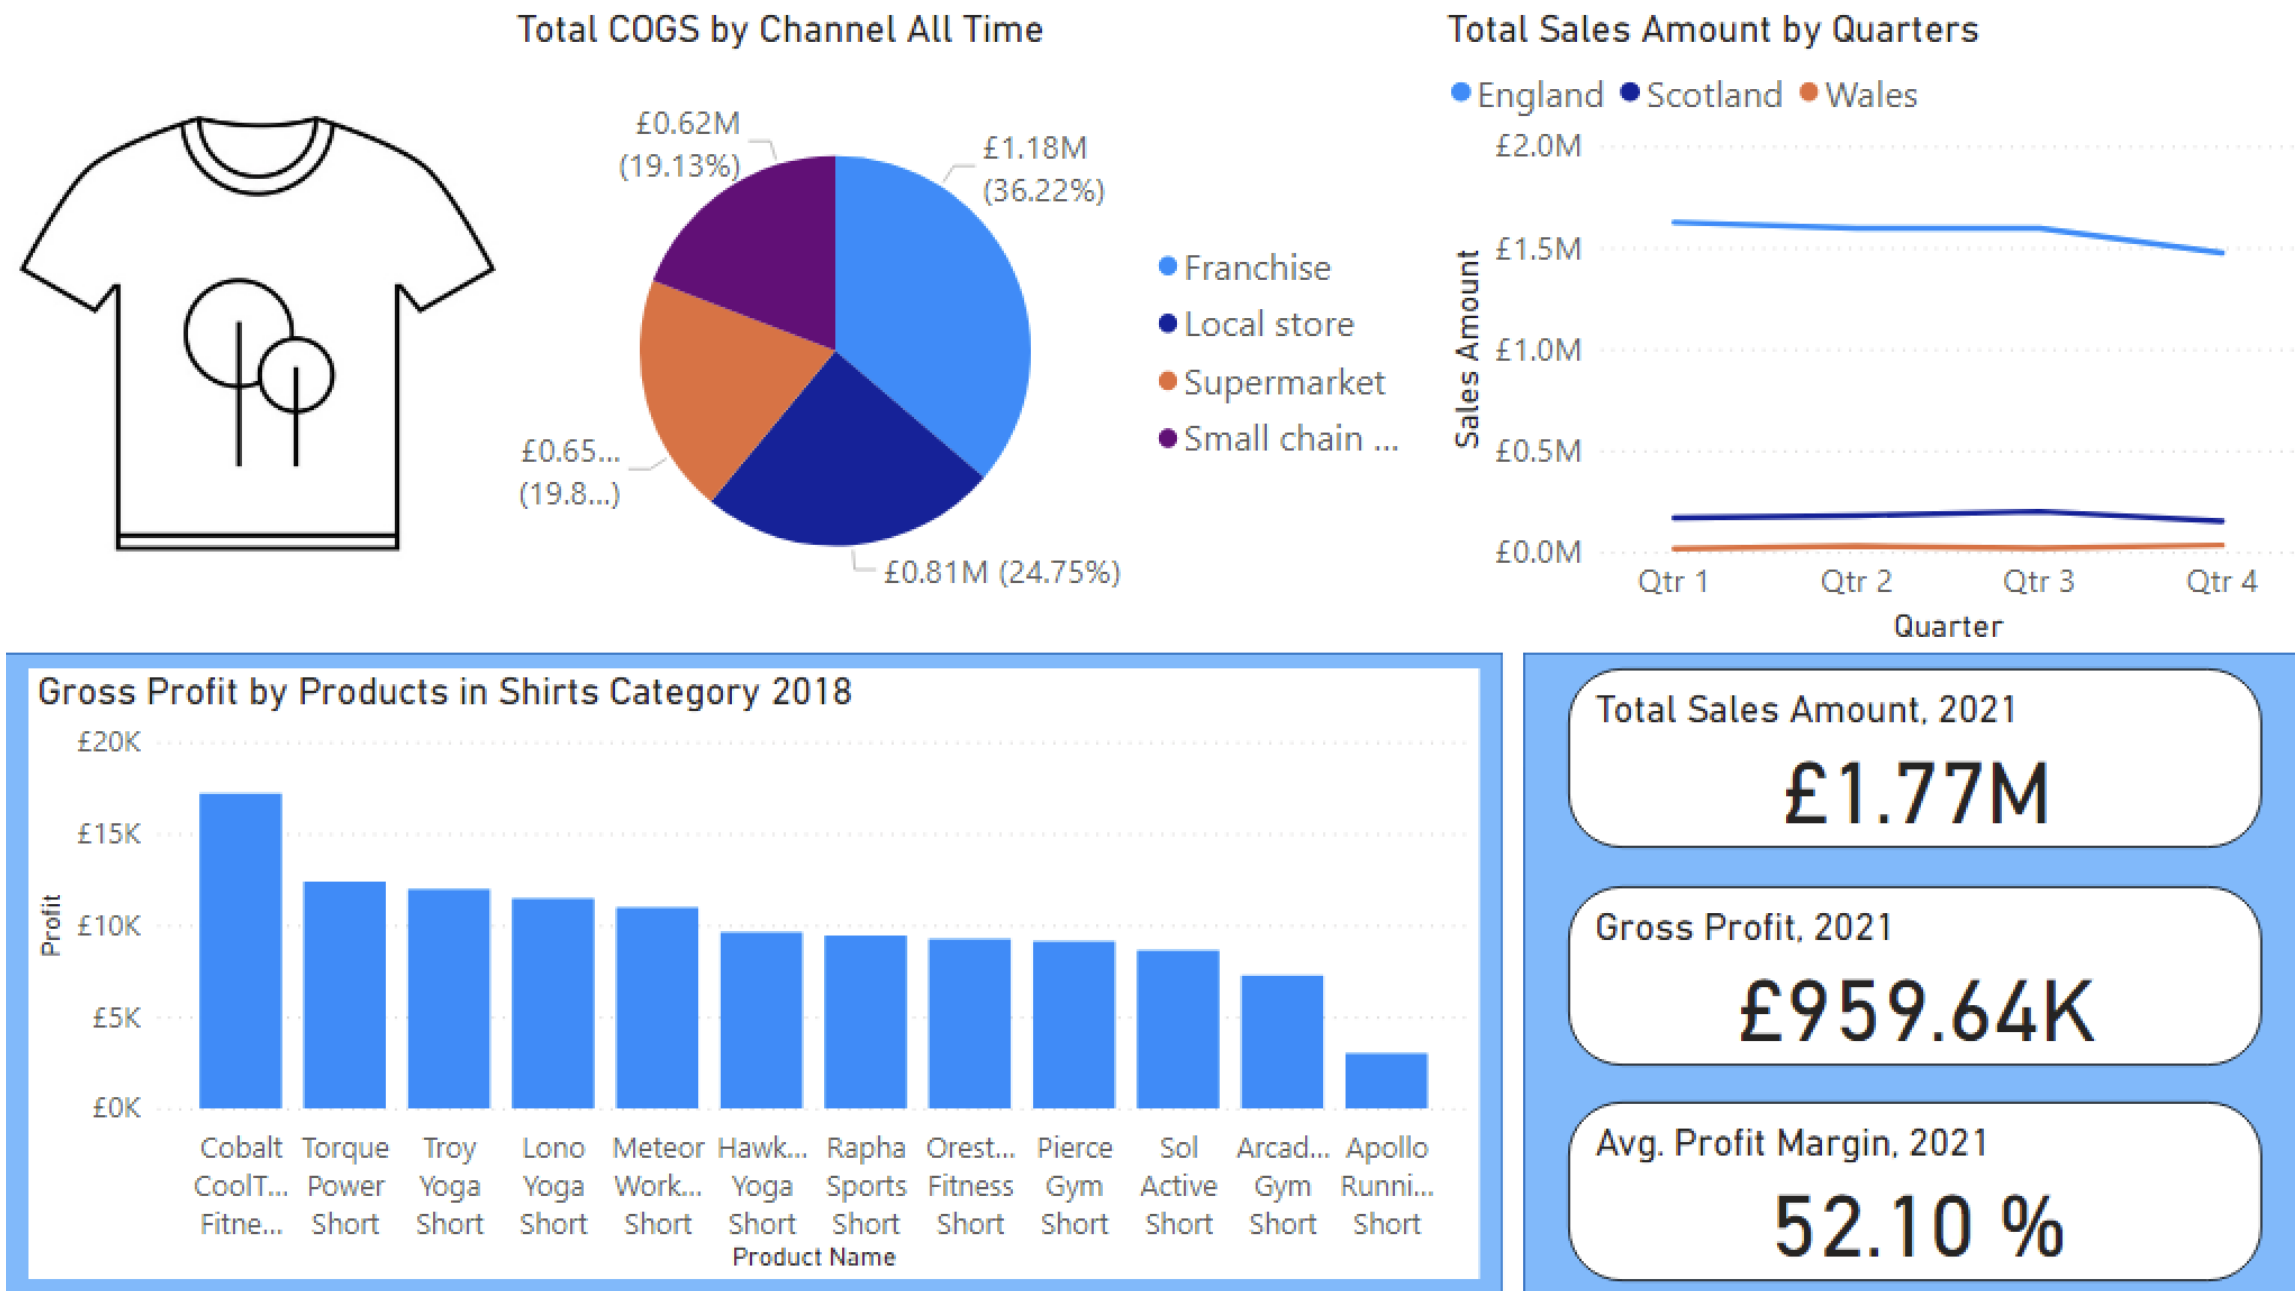 Total COGS by Channel All Time
£0.62M
(19.13%)
£1.18M
(36.22%)
£0.65...
(19.8...)
£0.81M (24.75%)
Franchise
Local store
Supermarket
Small chain ...
Total Sales Amount by Quarters
England Scotland Wales
£2.0M
£1.5M
£1.0M
£0.5M
£0.0M
Sales Amount
Qtr 1 Qtr 2 Qtr 3 Qtr 4
Quarter
Gross Profit by Products in Shirts Category 2018
£20K
£15K
£10K
£5K
£0K
Profit
Cobalt Torque Troy Lono Meteor Hawk... Rapha Orest... Pierce Sol Arcad... Apollo
CoolT... Power Yoga Yoga Work... Yoga Sports Fitness Gym Active Gym Runni...
Fitne... Short Short Short Short Short Short Short Short Short Short Short
Product Name
Total Sales Amount, 2021
£1.77M
Gross Profit, 2021
£959.64K
Avg. Profit Margin, 2021
52.10 %